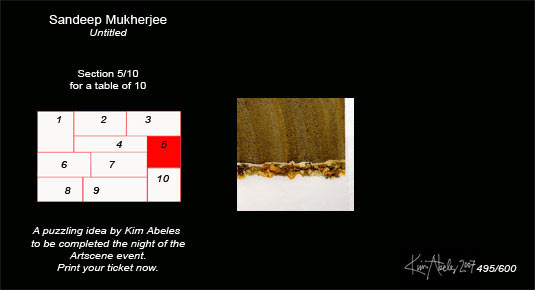 Sandeep Mukherjee
Untitled
Section 5/10
for a table of 10
1 2 3
4 5
6 7
10
8 9
A puzzling idea by Kim Abeles
to be completed the night of the
Artscene event.
Print your ticket now.
Kim Abeles 2007 495/600